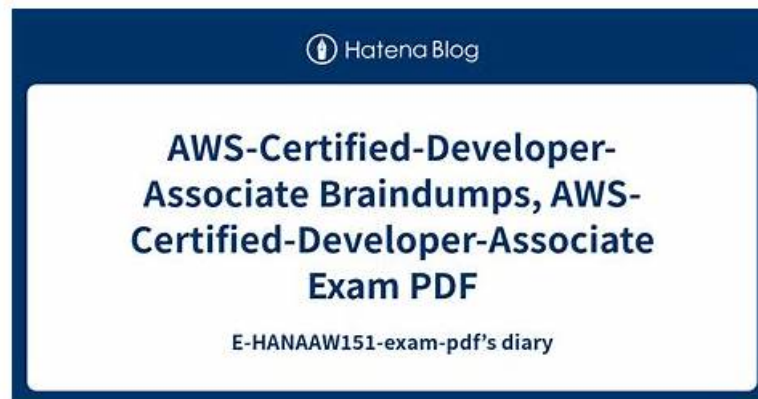 Hatena Blog
AWS-Certified-Developer-
Associate Braindumps, AWS-
Certified-Developer-Associate
Exam PDF
E-HANAAW151-exam-pdf’s diary